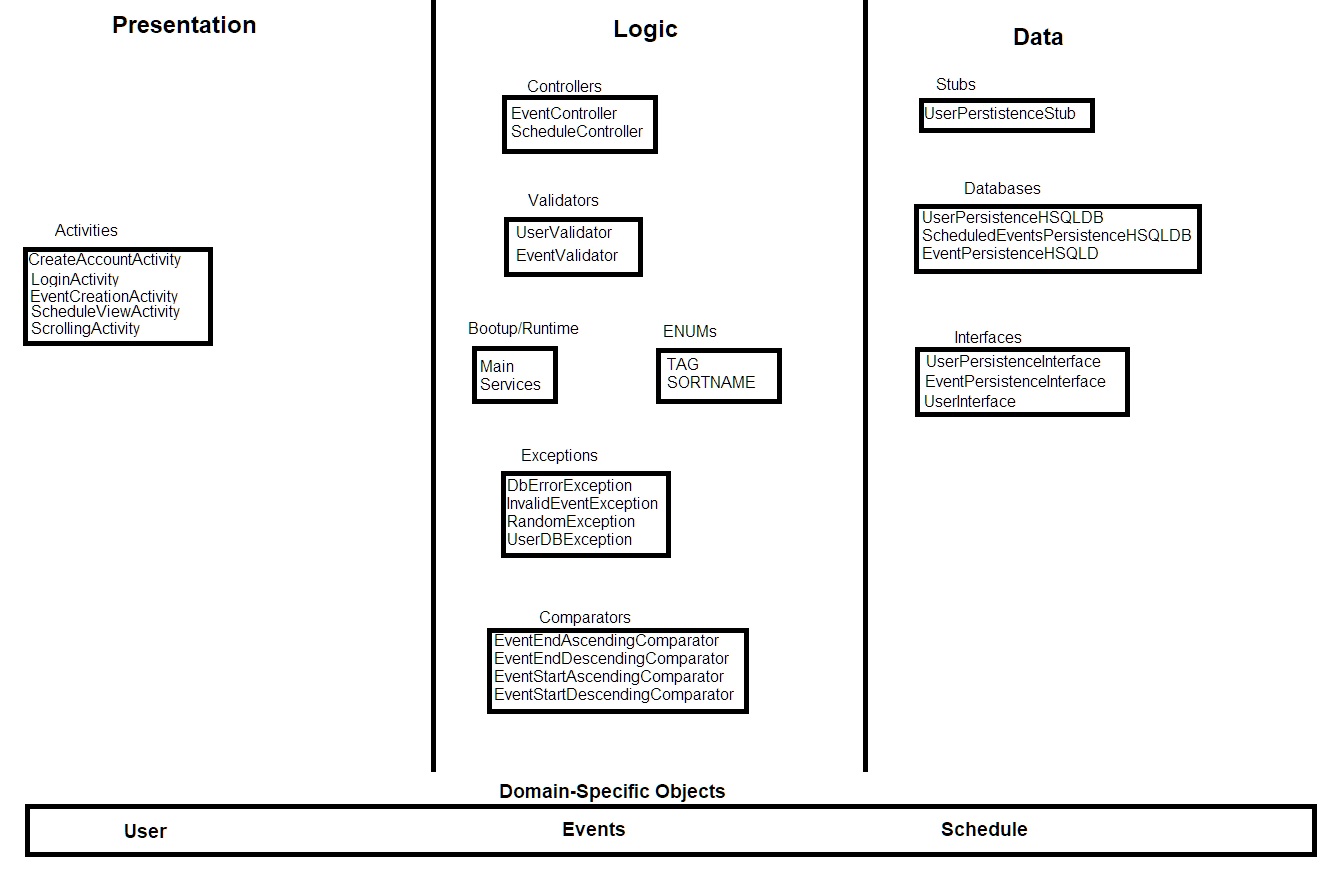 Presentation
Activities
CreateAccountActivity
LoginActivity
EventCreationActivity
ScheduleViewActivity
ScrollingActivity
Logic
Controllers
EventController
ScheduleController
Validators
UserValidator
EventValidator
Bootup/Runtime
Main
Services
ENUMs
TAG
SORTNAME
Exceptions
DbErrorException
InvalidEventException
RandomException
UserDBException
Comparators
EventEndAscendingComparator
EventEndDescendingComparator
EventStartAscendingComparator
EventStartDescendingComparator
Data
Stubs
UserPerstistenceStub
Databases
UserPersistenceHSQLDB
ScheduledEventsPersistenceHSQLDB
EventPersistenceHSQLD
Interfaces
UserPersistenceInterface
EventPersistenceInterface
UserInterface
Domain-Specific Objects
User Events Schedule